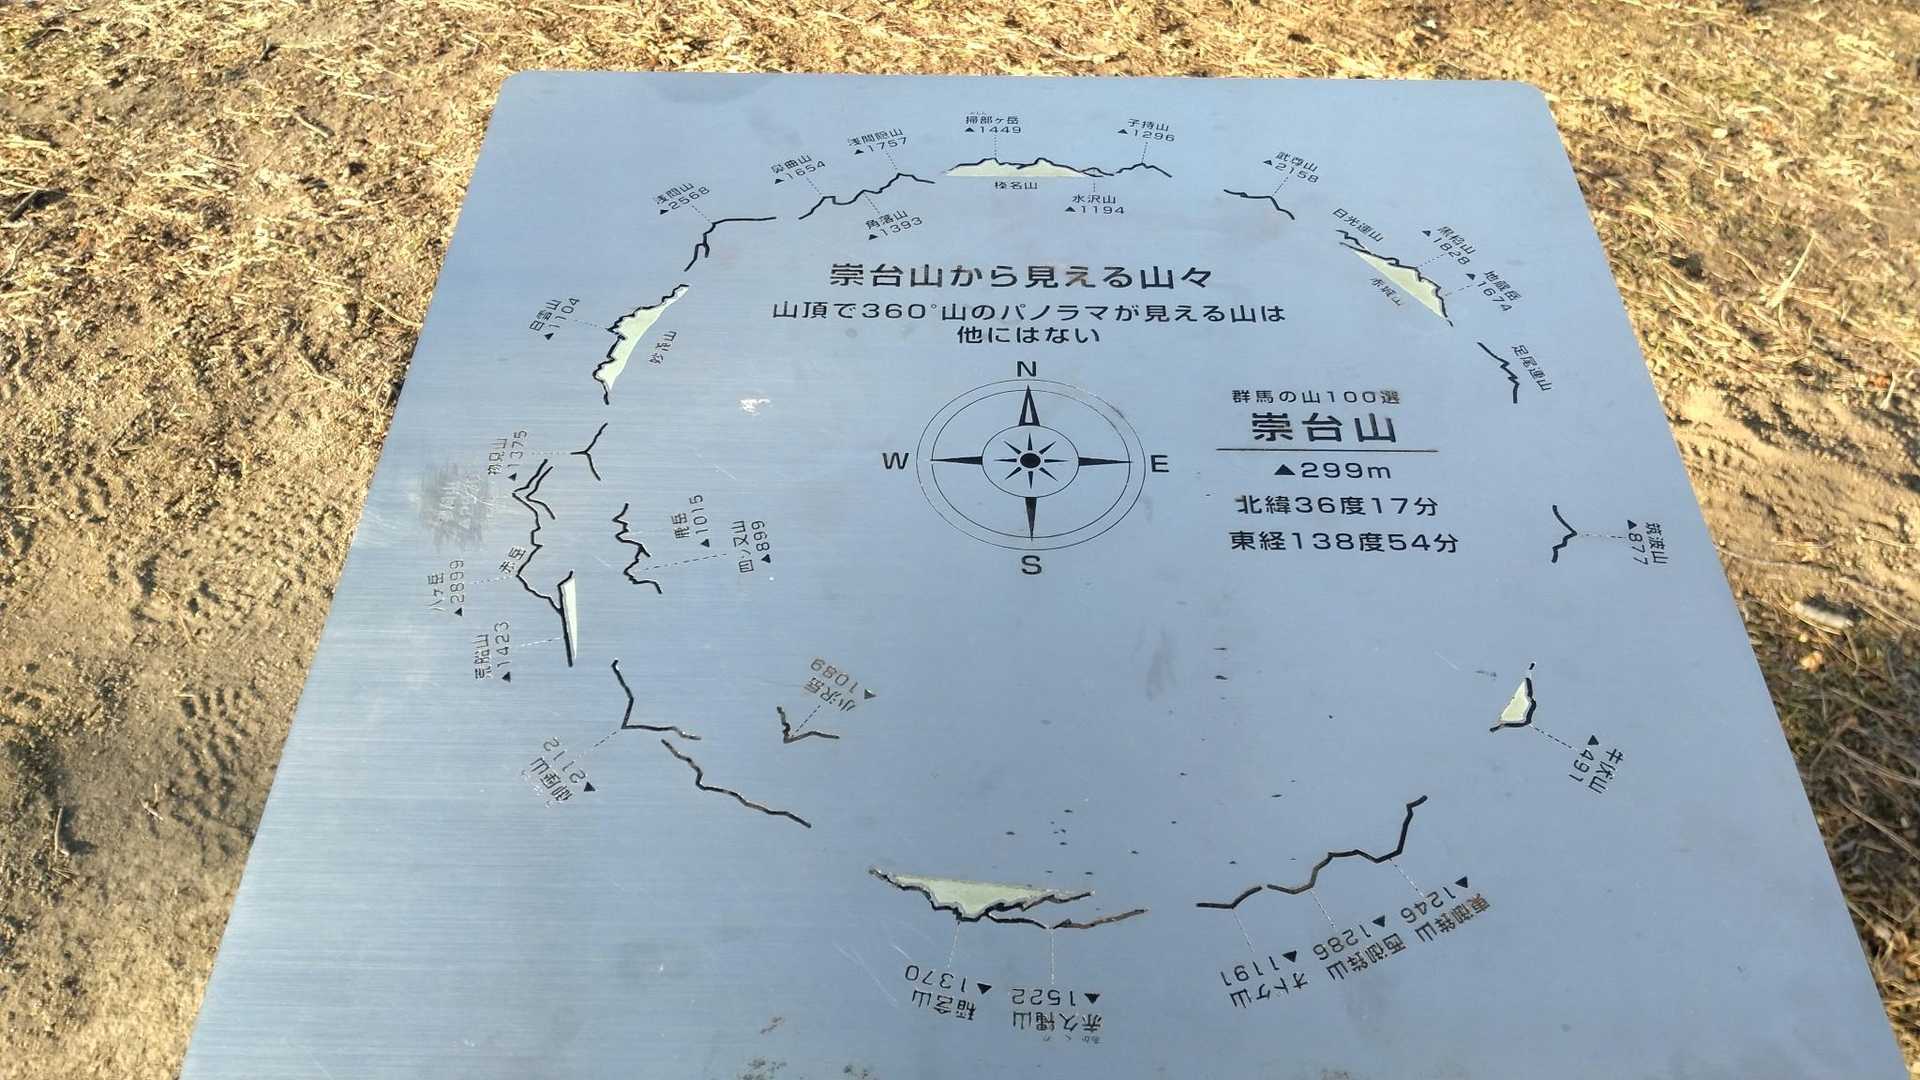 掃部ヶ岳
▲1449
子持山
▲1296
浅間隠山
▲1757
鼻曲山
▲1654
武尊山
▲2158
浅間山
▲2568
榛名山
水沢山
▲1194
角落山
▲1393
日光連山
黒桧山
▲1828
地蔵岳
▲1674
赤城山
崇台山から見える山々
山頂で360°山のパノラマが見える山は
他にはない
白雲山
▲1104
妙義山
足尾連山
N
W
E
S
群馬の山100選
崇台山
▲299m
北緯36度17分
東経138度54分
物見山
▲1375
鹿岳
▲1015
四ッ又山
▲899
筑波山
▲877
赤岳
八ヶ岳
▲2899
荒船山
▲1423
小沢岳
▲1089
御座山
▲2112
牛伏山
▲491
東御荷鉾山
▲1246
西御荷鉾山
▲1286
オドケ山
▲1191
稲含山
▲1370
赤久縄山
▲1522